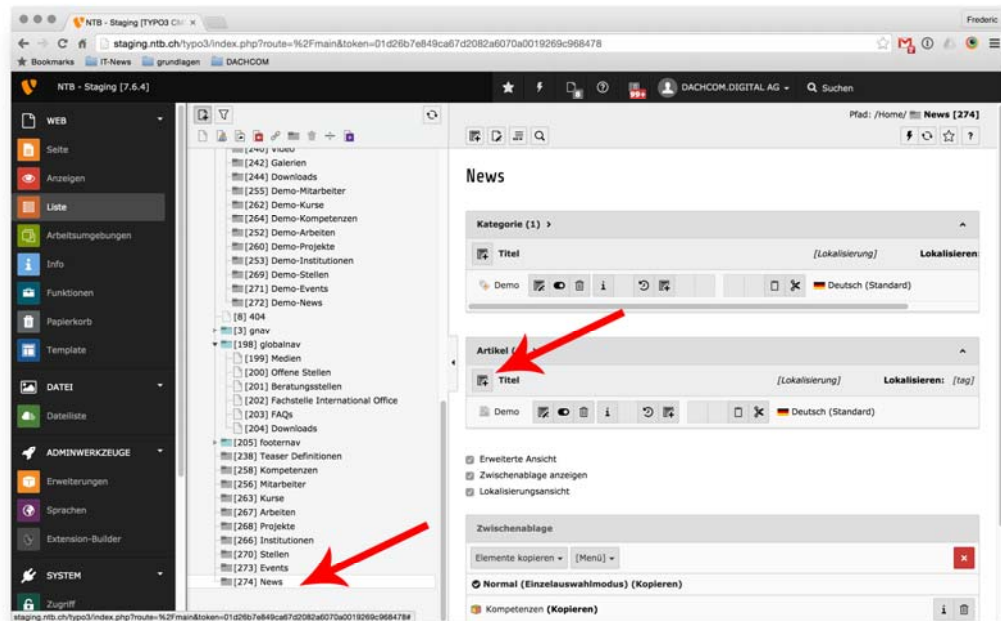 NTB - Staging [TYPO3 CM
Frederic
staging.ntb.ch/typo3/index.php?route=%2Fmain&token=01d26b7e849ca67d2082a6070a0019269c968478
Bookmarks IT-News grundlagen DACHCOM
NTB - Staging [7.6.4]
8
99+
DACHCOM.DIGITAL AG
Suchen
WEB
Seite
Anzeigen
Liste
Arbeitsumgebungen
Info
Funktionen
Papierkorb
Template
DATEI
Dateiliste
ADMINWERKZEUGE
Erweiterungen
Sprachen
Extension-Builder
SYSTEM
Zugriff
[240] Video
[242] Galerien
[244] Downloads
[255] Demo-Mitarbeiter
[262] Demo-Kurse
[264] Demo-Kompetenzen
[252] Demo-Arbeiten
[260] Demo-Projekte
[253] Demo-Institutionen
[269] Demo-Stellen
[271] Demo-Events
[272] Demo-News
[8] 404
[3] gnav
[198] globalnav
[199] Medien
[200] Offene Stellen
[201] Beratungsstellen
[202] Fachstelle International Office
[203] FAQs
[204] Downloads
[205] footernav
[238] Teaser Definitionen
[258] Kompetenzen
[256] Mitarbeiter
[263] Kurse
[267] Arbeiten
[268] Projekte
[266] Institutionen
[270] Stellen
[273] Events
[274] News
Pfad: /Home/ News [274]
News
Kategorie (1)
Titel [Lokalisierung] Lokalisieren:
Demo Deutsch (Standard)
Artikel
Titel [Lokalisierung] Lokalisieren: [tag]
Demo Deutsch (Standard)
Erweiterte Ansicht
Zwischenablage anzeigen
Lokalisierungsansicht
Zwischenablage
Elemente kopieren [Menü]
Normal (Einzelauswahlmodus) (Kopieren)
Kompetenzen (Kopieren)
staging.ntb.ch/typo3/index.php?route=%2Fmain&token=01d26b7e849ca67d2082a6070a0019269c968478#